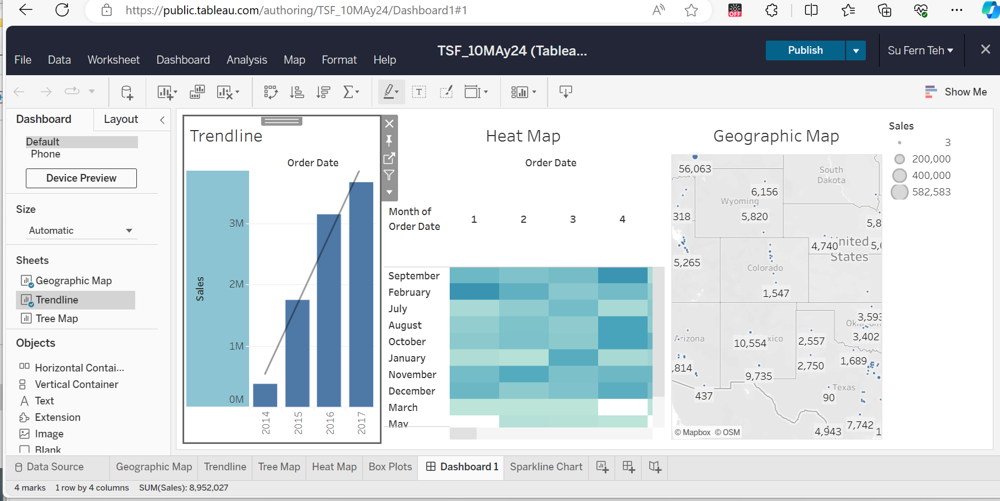 https://public.tableau.com/authoring/TSF_10MAy24/Dashboard1#1
OFF
TSF_10MAy24 (Tablea...
Publish
Su Fern Teh
File Data Worksheet Dashboard Analysis Map Format Help
Show Me
Dashboard Layout
Default
Phone
Device Preview
Size
Automatic
Sheets
Geographic Map
Trendline
Tree Map
Objects
Horizontal Contai...
Vertical Container
Text
Extension
Image
Blank
Trendline
Order Date
Sales
3M
2M
1M
0M
2014 2015 2016 2017
Heat Map
Order Date
Month of
Order Date
1 2 3 4
September
February
July
August
October
January
November
December
March
May
Geographic Map
56,063
South
Dakota
6,156
Wyoming
318
5,820
5,8
4,740
nited
5,0
States
5,265
Colorado
1,547
3,593
Oklahom
Arizona
10,554
xico
2,557
3,402
,814
2,750
1,689
9,735
437
Texas
90
4,943
7,742
1
© Mapbox © OSM
Sales
3
200,000
400,000
582,583
Data Source Geographic Map Trendline Tree Map Heat Map Box Plots Dashboard 1 Sparkline Chart
4 marks 1 row by 4 columns SUM(Sales): 8,952,027